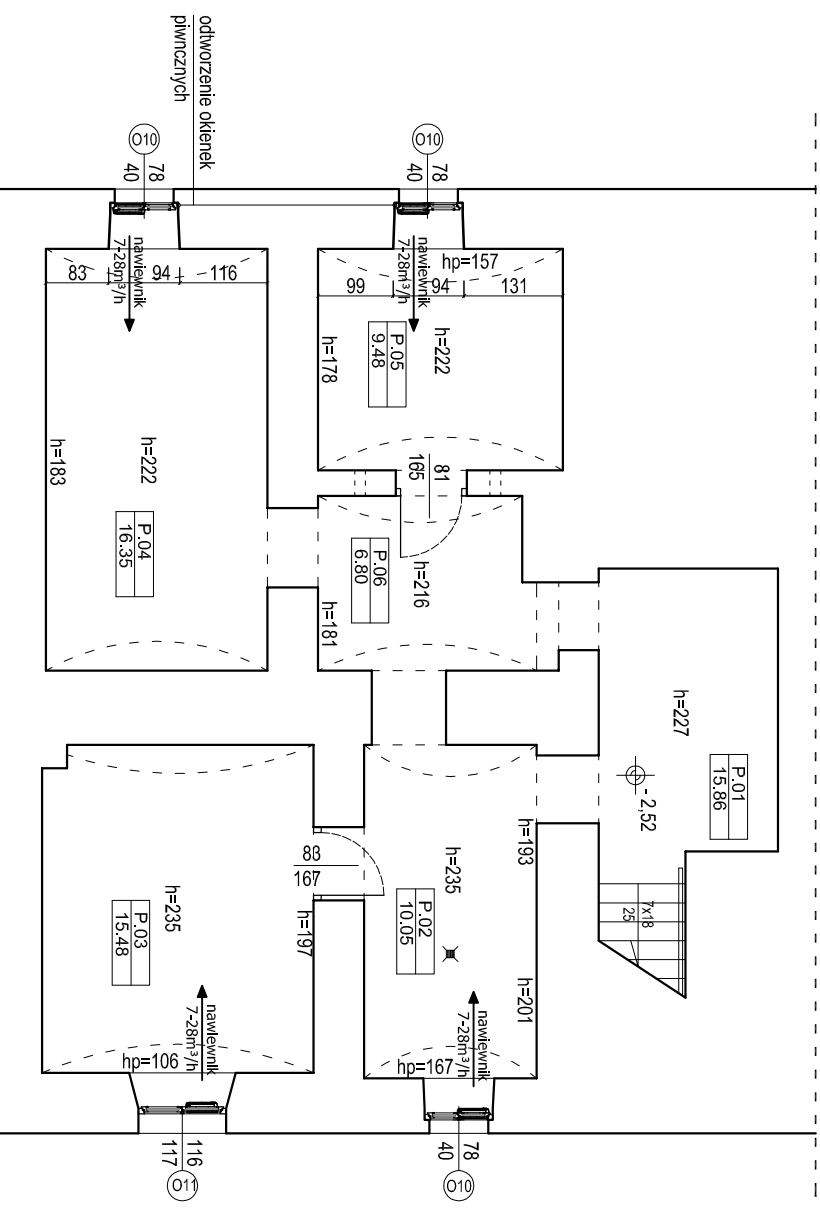 odtworzenie okienek
piwncznych
O10
78
40
O10
78
40
nawiewnik
7-28m³/h
nawiewnik
7-28m³/h
83
94
116
hp=157
99
94
131
h=178
P.05
9.48
h=222
h=183
h=222
P.04
16.35
81
165
P.06
6.80
h=216
h=181
h=227
P.01
15.86
- 2,52
h=193
7x18
25
83
167
h=235
P.02
10.05
h=197
h=235
P.03
15.48
h=201
nawiewnik
7-28m³/h
nawiewnik
7-28m³/h
hp=106
hp=167
116
117
O11
78
40
O10